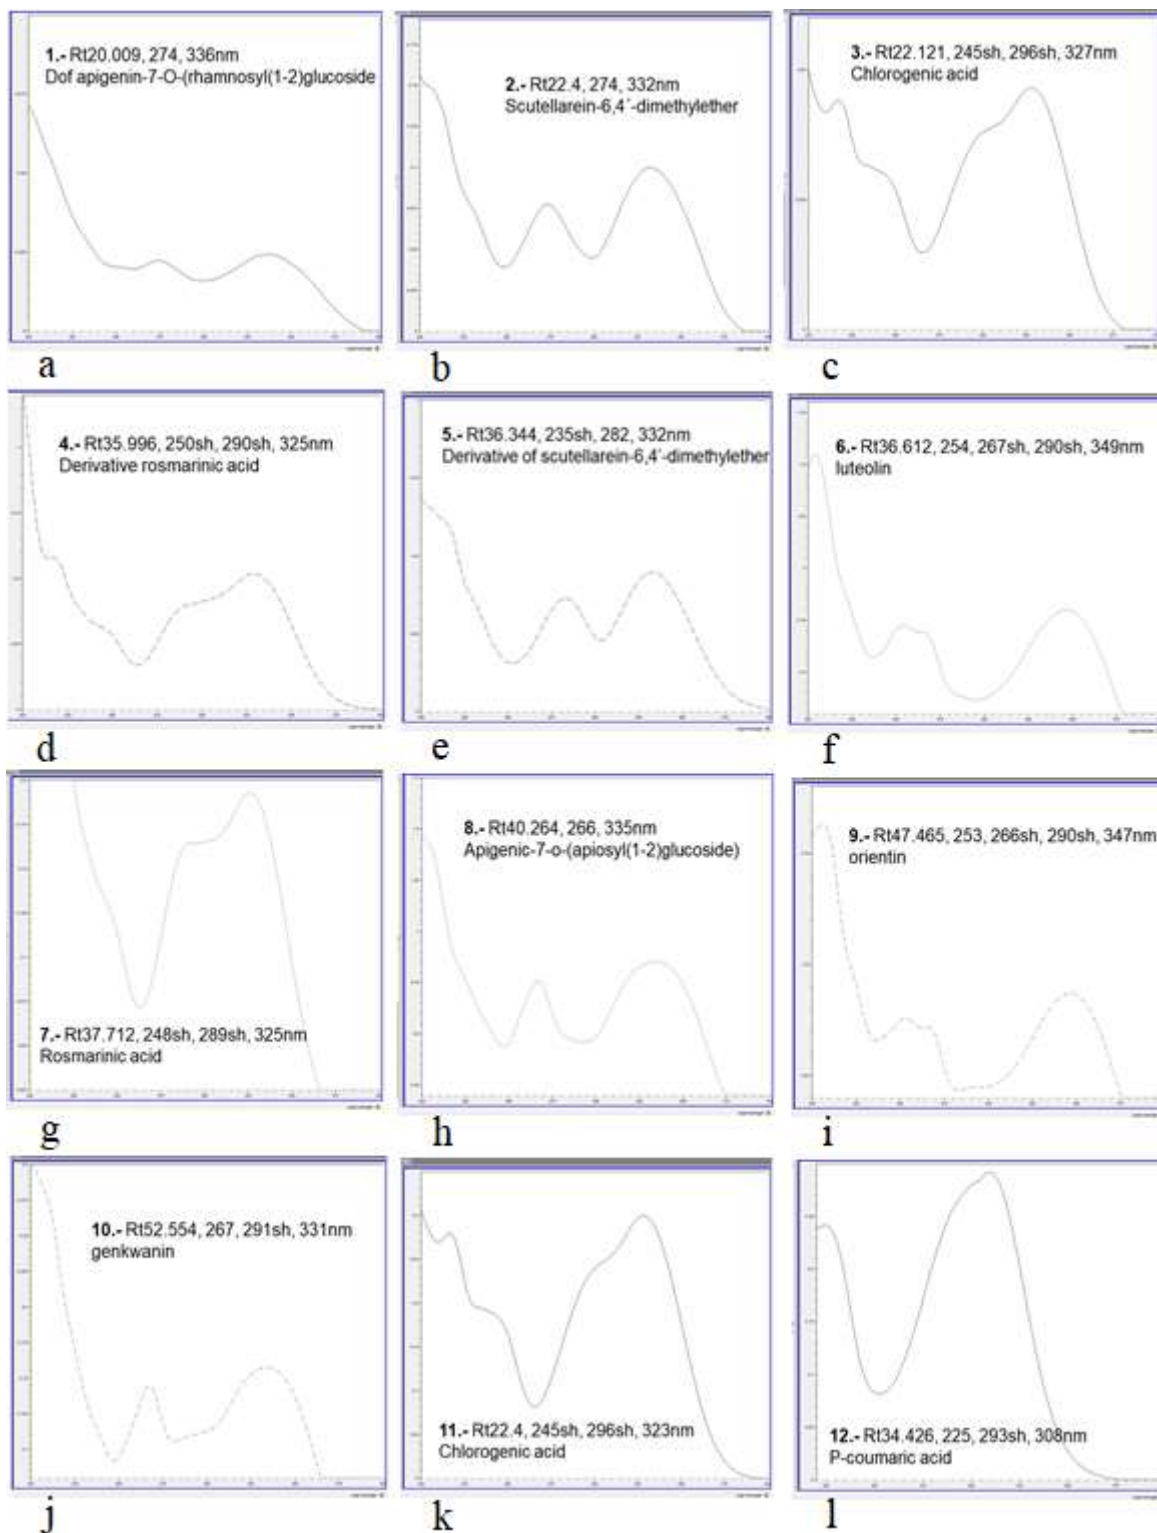 1.- Rt20.009, 274, 336nm
Dof apigenin-7-O-(rhamnosyl(1-2)glucoside
2.- Rt22.4, 274, 332nm
Scutellarein-6,4´-dimethylether
3.- Rt22.121, 245sh, 296sh, 327nm
Chlorogenic acid
a
b
c
4.- Rt35.996, 250sh, 290sh, 325nm
Derivative rosmarinic acid
5.- Rt36.344, 235sh, 282, 332nm
Derivative of scutellarein-6,4´-dimethylether
6.- Rt36.612, 254, 267sh, 290sh, 349nm
luteolin
d
e
f
7.- Rt37.712, 248sh, 289sh, 325nm
Rosmarinic acid
8.- Rt40.264, 266, 335nm
Apigenic-7-o-(apiosyl(1-2)glucoside)
9.- Rt47.465, 253, 266sh, 290sh, 347nm
orientin
g
h
i
10.- Rt52.554, 267, 291sh, 331nm
genkwanin
11.- Rt22.4, 245sh, 296sh, 323nm
Chlorogenic acid
12.- Rt34.426, 225, 293sh, 308nm
P-coumaric acid
j
k
l